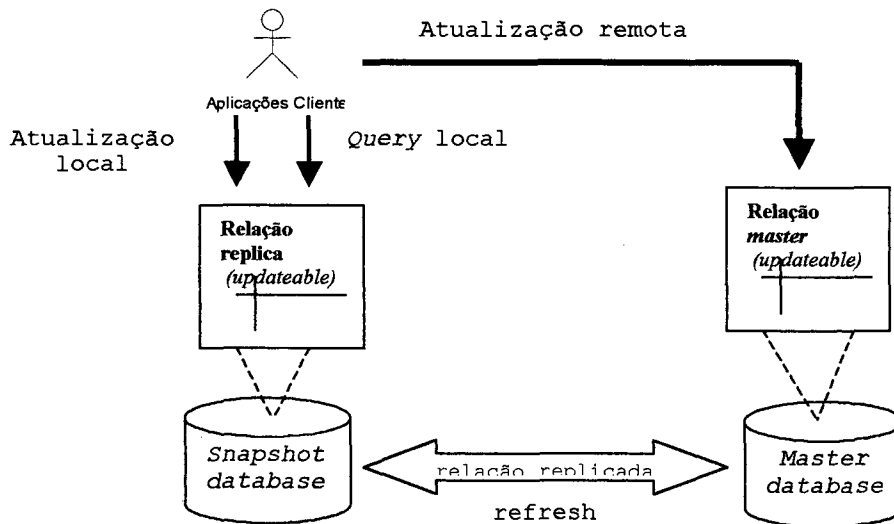 Atualização remota
Aplicações Cliente
Atualização
local
Query local
Relação
replica
(updateable)
Relação
master
(updateable)
Snapshot
database
relação replicada
Master
database
refresh